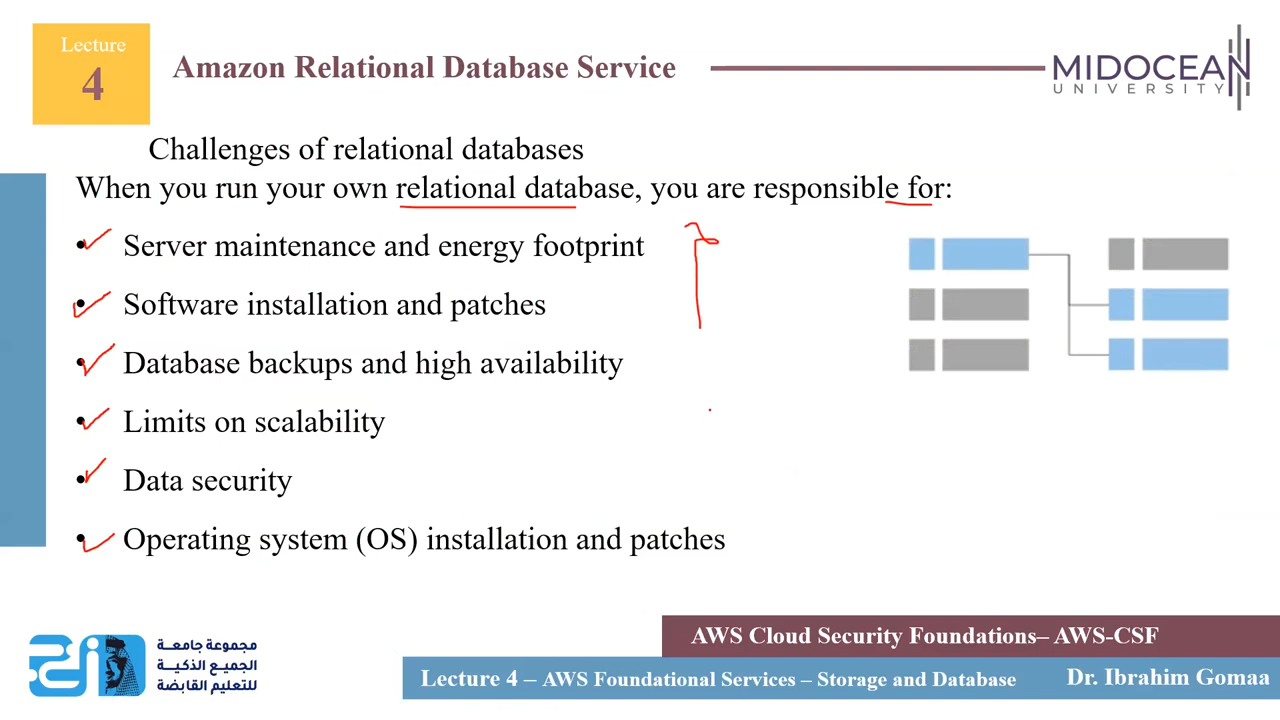 Lecture
4
Amazon Relational Database Service
MIDOCEAN
UNIVERSITY
Challenges of relational databases
When you run your own relational database, you are responsible for:
• Server maintenance and energy footprint
• Software installation and patches
• Database backups and high availability
• Limits on scalability
• Data security
• Operating system (OS) installation and patches
مجموعة جامعة
الجميع الذكية
للتعليم القابضة
AWS Cloud Security Foundations– AWS-CSF
Lecture 4 – AWS Foundational Services – Storage and Database
Dr. Ibrahim Gomaa